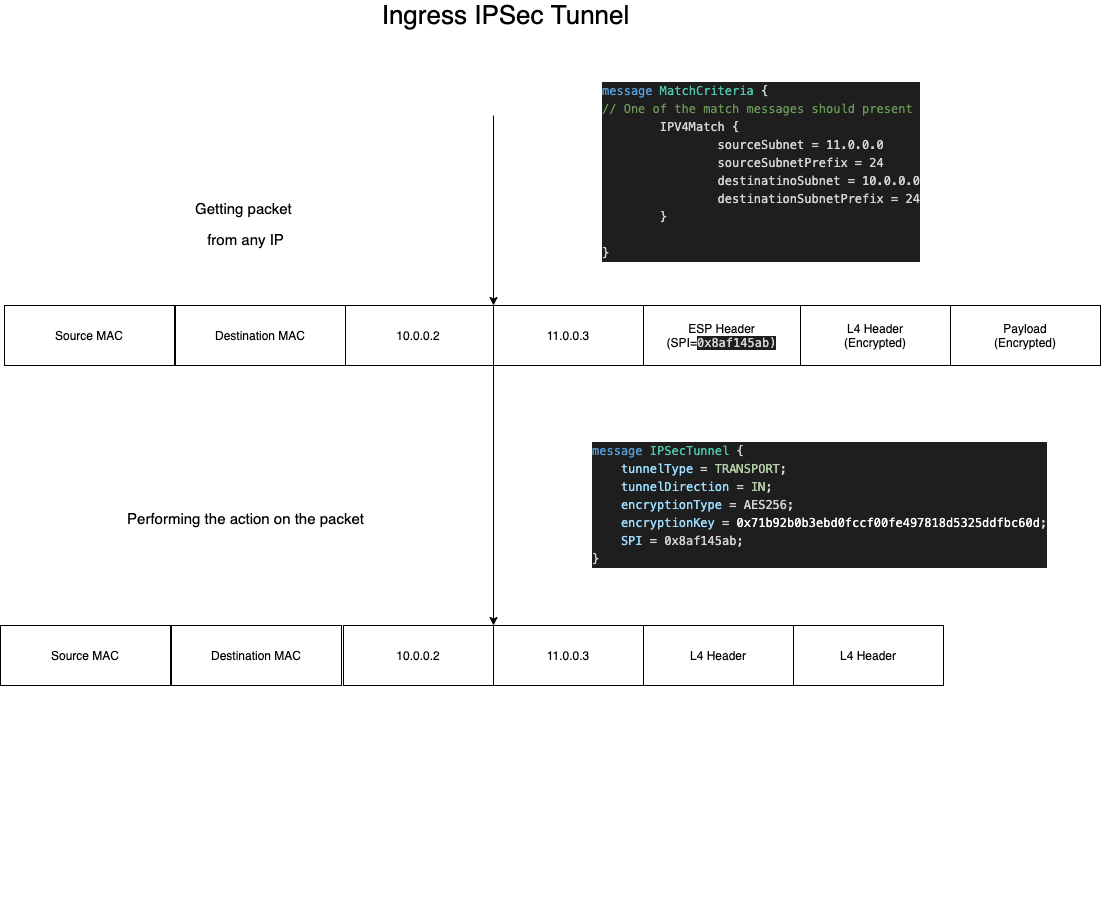 Ingress IPSec Tunnel
message MatchCriteria {
// One of the match messages should present
IPV4Match {
sourceSubnet = 11.0.0.0
sourceSubnetPrefix = 24
destinatinoSubnet = 10.0.0.0
destinationSubnetPrefix = 24
}
}
Getting packet
from any IP
Source MAC
Destination MAC
10.0.0.2
11.0.0.3
ESP Header
(SPI=0x8af145ab)
L4 Header
(Encrypted)
Payload
(Encrypted)
message IPSecTunnel {
tunnelType = TRANSPORT;
tunnelDirection = IN;
encryptionType = AES256;
encryptionKey = 0x71b92b0b3ebd0fccf00fe497818d5325ddfbc60d;
SPI = 0x8af145ab;
}
Performing the action on the packet
Source MAC
Destination MAC
10.0.0.2
11.0.0.3
L4 Header
L4 Header